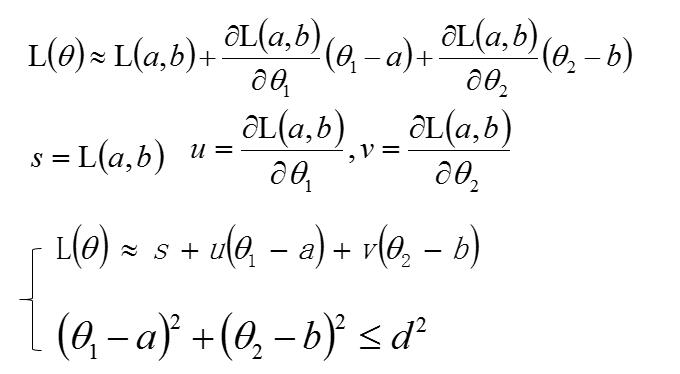 L(θ) ≈ L(a,b) + ∂L(a,b)/∂θ₁ (θ₁ − a) + ∂L(a,b)/∂θ₂ (θ₂ − b)
s = L(a,b) u = ∂L(a,b)/∂θ₁ , v = ∂L(a,b)/∂θ₂
L(θ) ≈ s + u(θ₁ − a) + v(θ₂ − b)
(θ₁ − a)² + (θ₂ − b)² ≤ d²